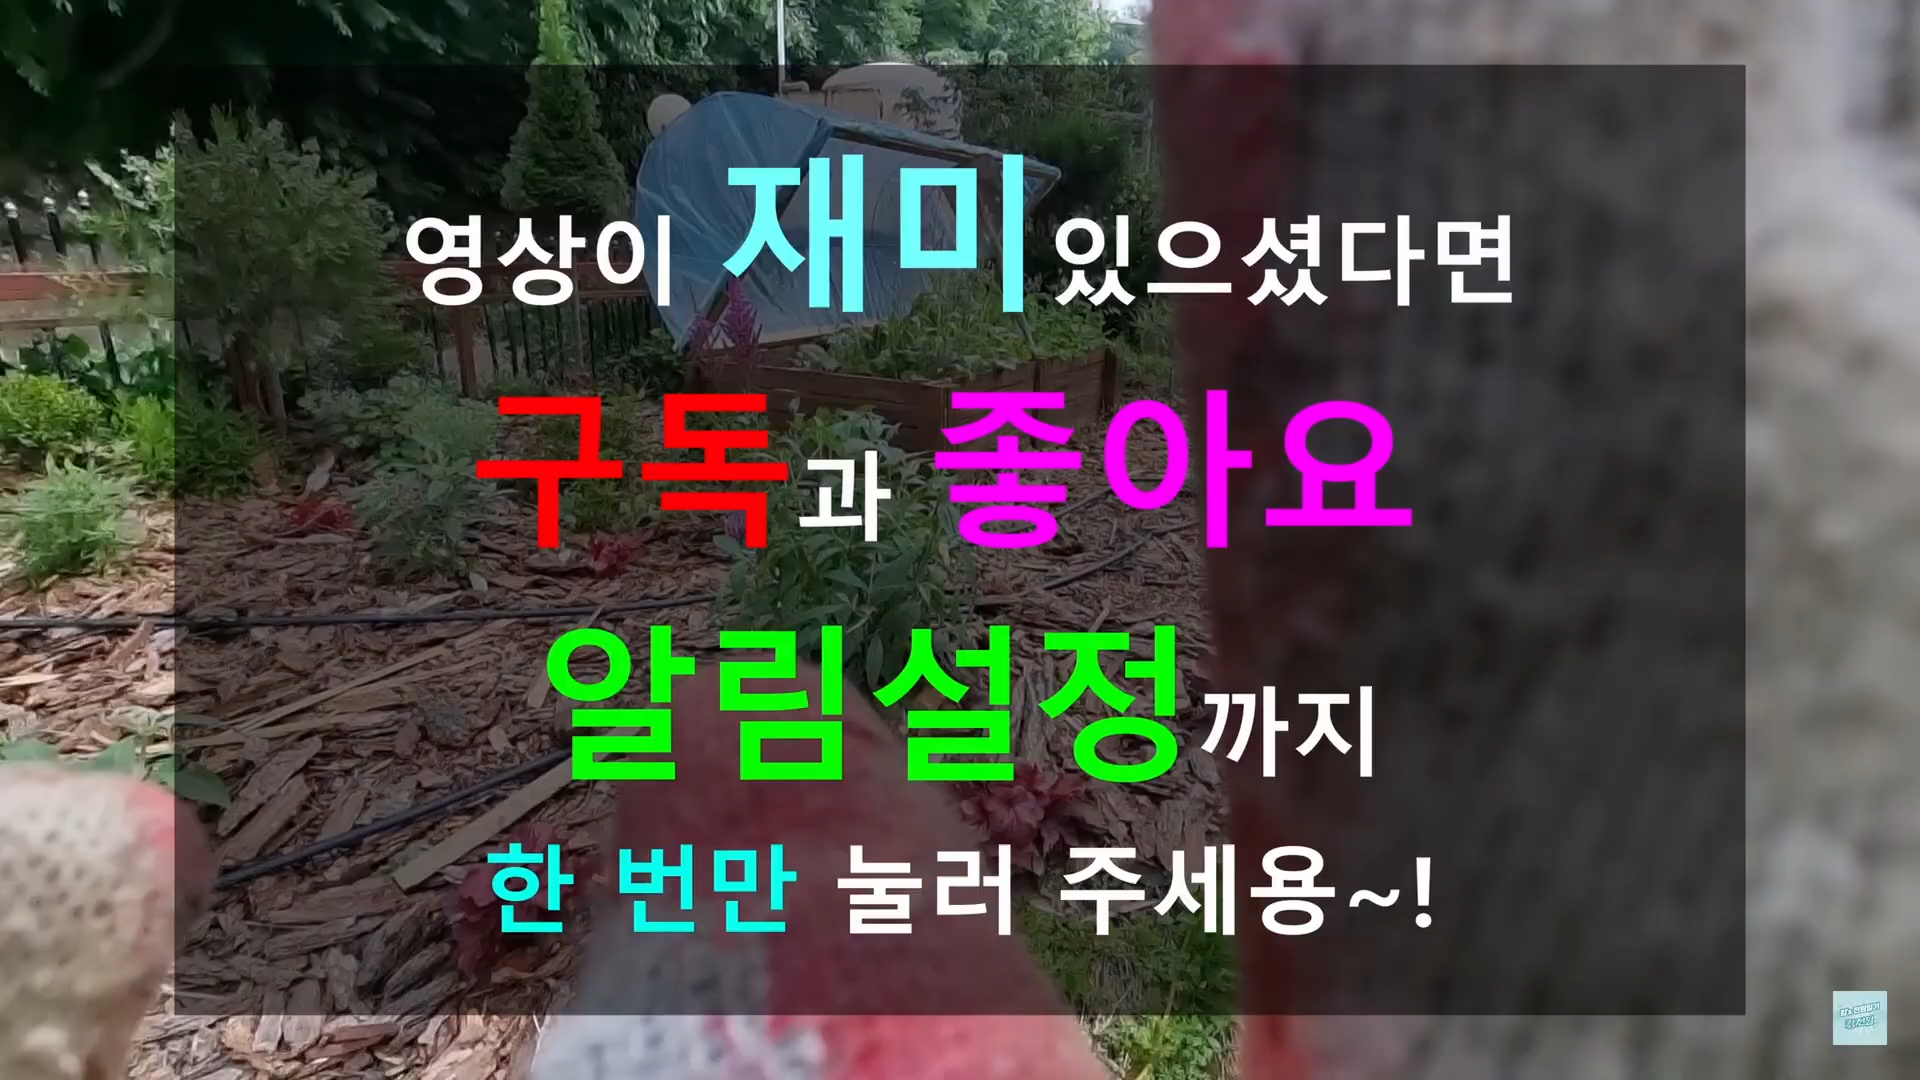 영상이 재미있으셨다면
구독과 좋아요
알림설정까지
한 번만 눌러 주세용~!